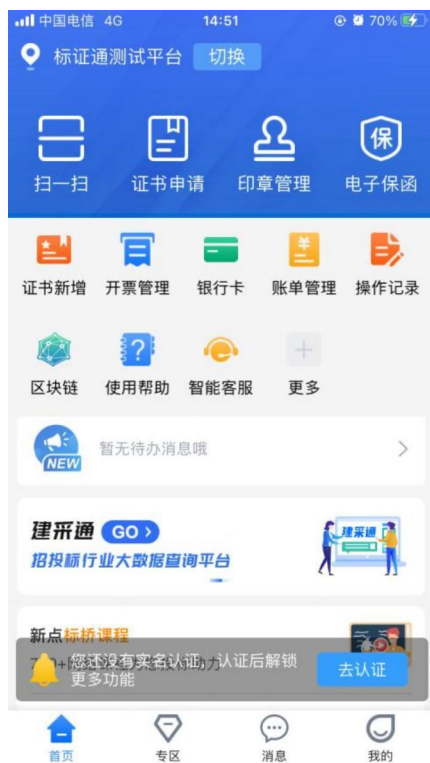 中国电信 4G 14:51 70%
标证通测试平台 切换
扫一扫 证书申请 印章管理 保 电子保函
证书新增 开票管理 银行卡 账单管理 操作记录
区块链 使用帮助 智能客服 更多
NEW 暂无待办消息哦
建采通 GO
招投标行业大数据查询平台
建采通
新点标桥课程
您还没有实名认证，认证后解锁
更多功能
去认证
首页 专区 消息 我的